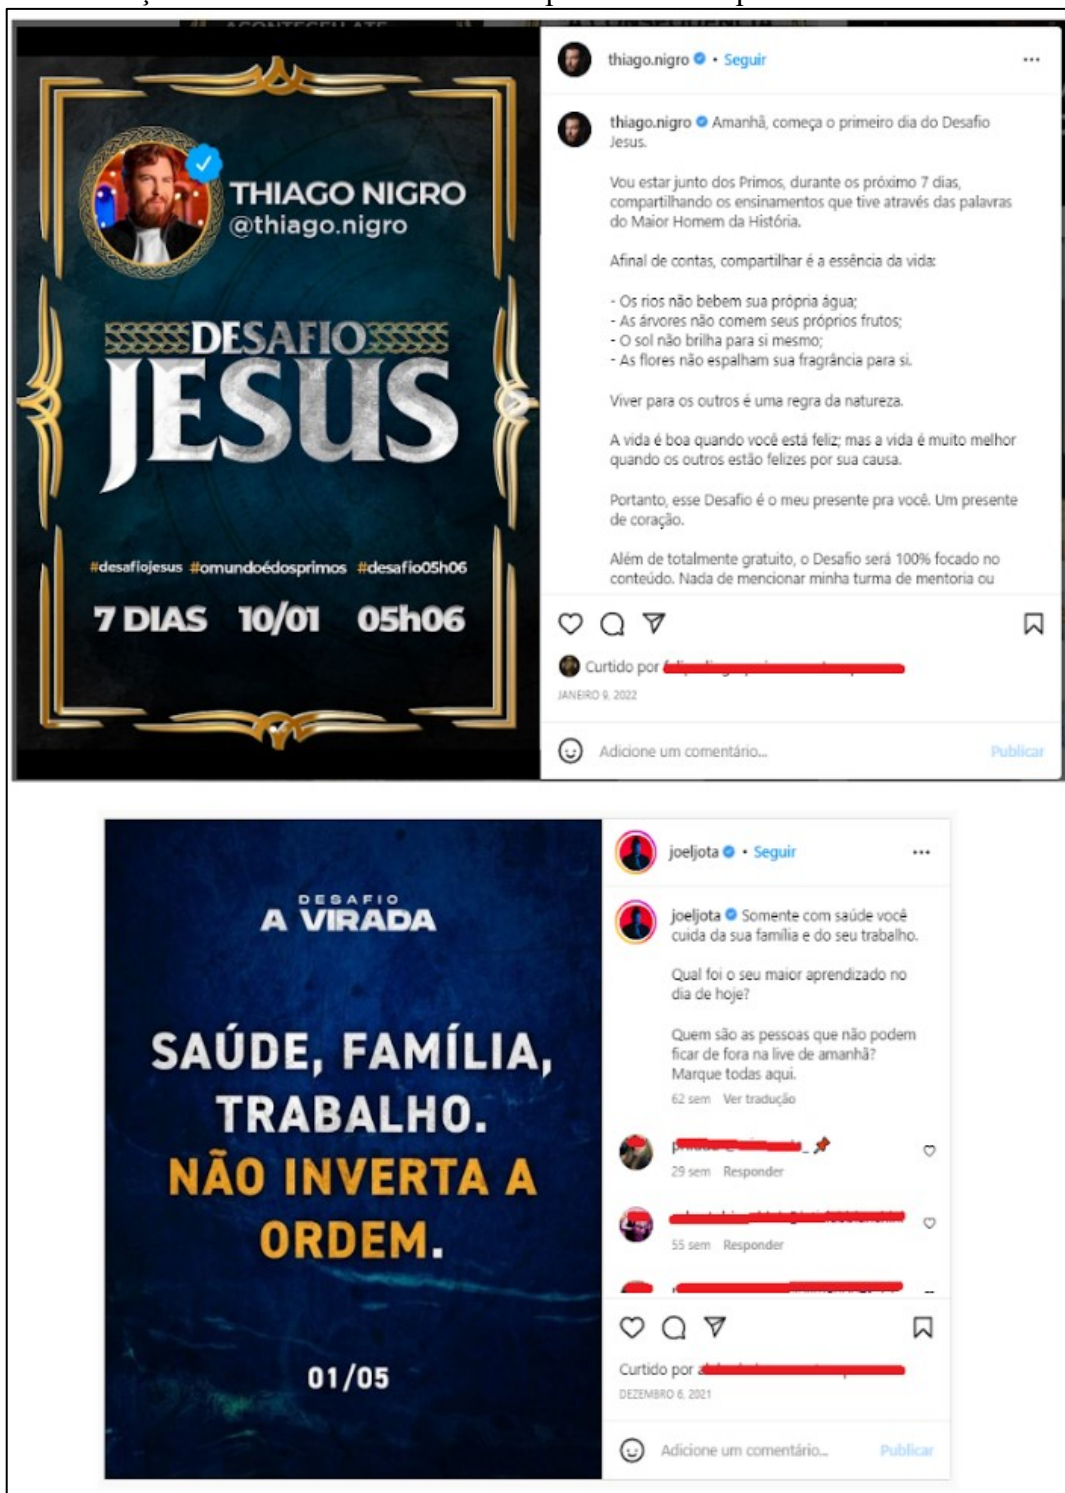 thiago.nigro • Seguir
thiago.nigro Amanhã, começa o primeiro dia do Desafio
Jesus.
Vou estar junto dos Primos, durante os próximo 7 dias,
compartilhando os ensinamentos que tive através das palavras
do Maior Homem da História.
Afinal de contas, compartilhar é a essência da vida:
- Os rios não bebem sua própria água;
- As árvores não comem seus próprios frutos;
- O sol não brilha para si mesmo;
- As flores não espalham sua fragrância para si.
Viver para os outros é uma regra da natureza.
A vida é boa quando você está feliz; mas a vida é muito melhor
quando os outros estão felizes por sua causa.
Portanto, esse Desafio é o meu presente pra você. Um presente
de coração.
Além de totalmente gratuito, o Desafio será 100% focado no
conteúdo. Nada de mencionar minha turma de mentoria ou
Curtido por
JANEIRO 9, 2022
Adicione um comentário... Publicar
THIAGO NIGRO
@thiago.nigro
DESAFIO
JESUS
#desafiojesus #omundoédosprimos #desafio05h06
7 DIAS 10/01 05h06
DESAFIO
A VIRADA
SAÚDE, FAMÍLIA,
TRABALHO.
NÃO INVERTA A
ORDEM.
01/05
joeljota • Seguir
joeljota Somente com saúde você
cuida da sua família e do seu trabalho.
Qual foi o seu maior aprendizado no
dia de hoje?
Quem são as pessoas que não podem
ficar de fora na live de amanhã?
Marque todas aqui.
62 sem Ver tradução
29 sem Responder
55 sem Responder
Curtido por
DEZEMBRO 6, 2021
Adicione um comentário... Publicar